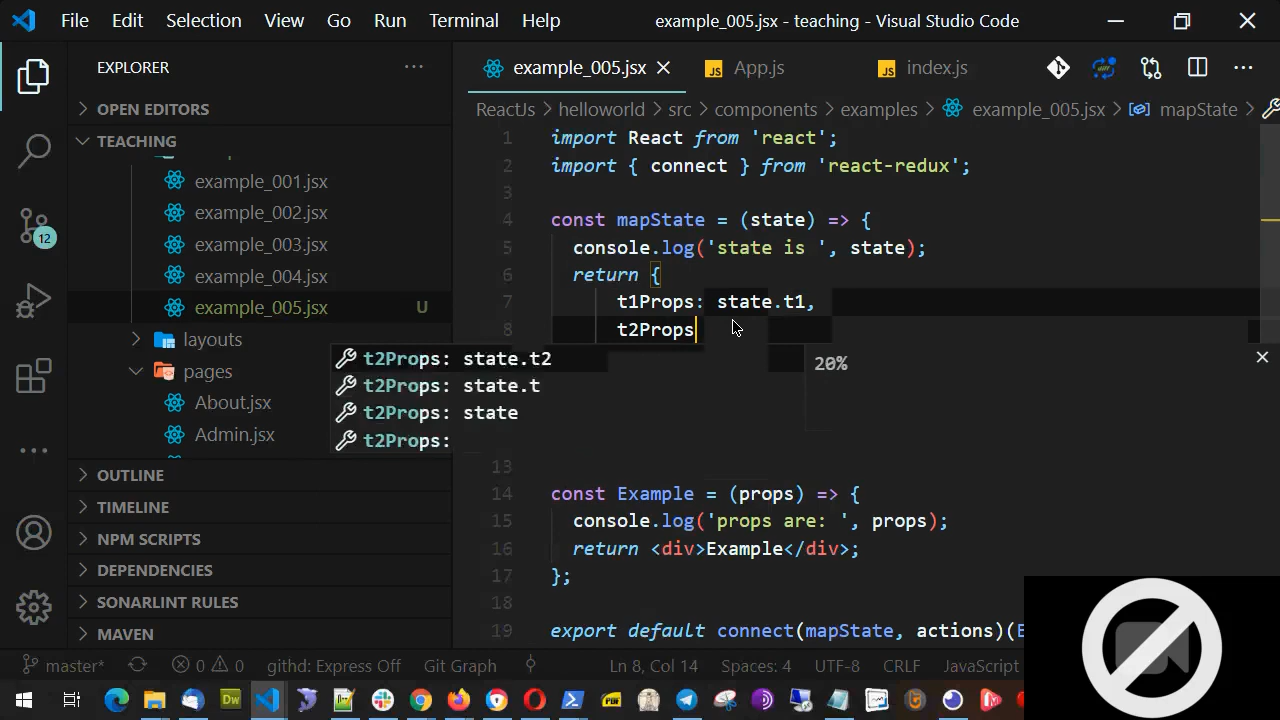 File Edit Selection View Go Run Terminal Help example_005.jsx - teaching - Visual Studio Code
EXPLORER
OPEN EDITORS
TEACHING
example_001.jsx
example_002.jsx
example_003.jsx
example_004.jsx
example_005.jsx U
layouts
pages
About.jsx
Admin.jsx
OUTLINE
TIMELINE
NPM SCRIPTS
DEPENDENCIES
SONARLINT RULES
MAVEN
12
example_005.jsx JS App.js JS index.js
ReactJs > helloworld > src > components > examples > example_005.jsx > mapState >
1 import React from 'react';
2 import { connect } from 'react-redux';
3
4 const mapState = (state) => {
5 console.log('state is ', state);
6 return {
7 t1Props: state.t1,
8 t2Props
t2Props: state.t2
t2Props: state.t
t2Props: state
t2Props:
20%
13
14 const Example = (props) => {
15 console.log('props are: ', props);
16 return <div>Example</div>;
17 };
18
19 export default connect(mapState, actions)(E
master* 0 0 githd: Express Off Git Graph Ln 8, Col 14 Spaces: 4 UTF-8 CRLF JavaScript
Dw PDF